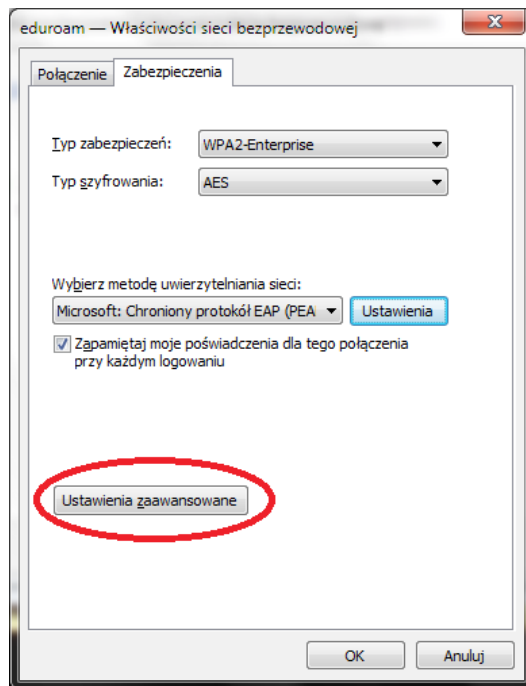 eduroam — Właściwości sieci bezprzewodowej
Połączenie Zabezpieczenia
Typ zabezpieczeń: WPA2-Enterprise
Typ szyfrowania: AES
Wybierz metodę uwierzytelniania sieci:
Microsoft: Chroniony protokół EAP (PEA Ustawienia
Zapamiętaj moje poświadczenia dla tego połączenia
przy każdym logowaniu
Ustawienia zaawansowane
OK Anuluj